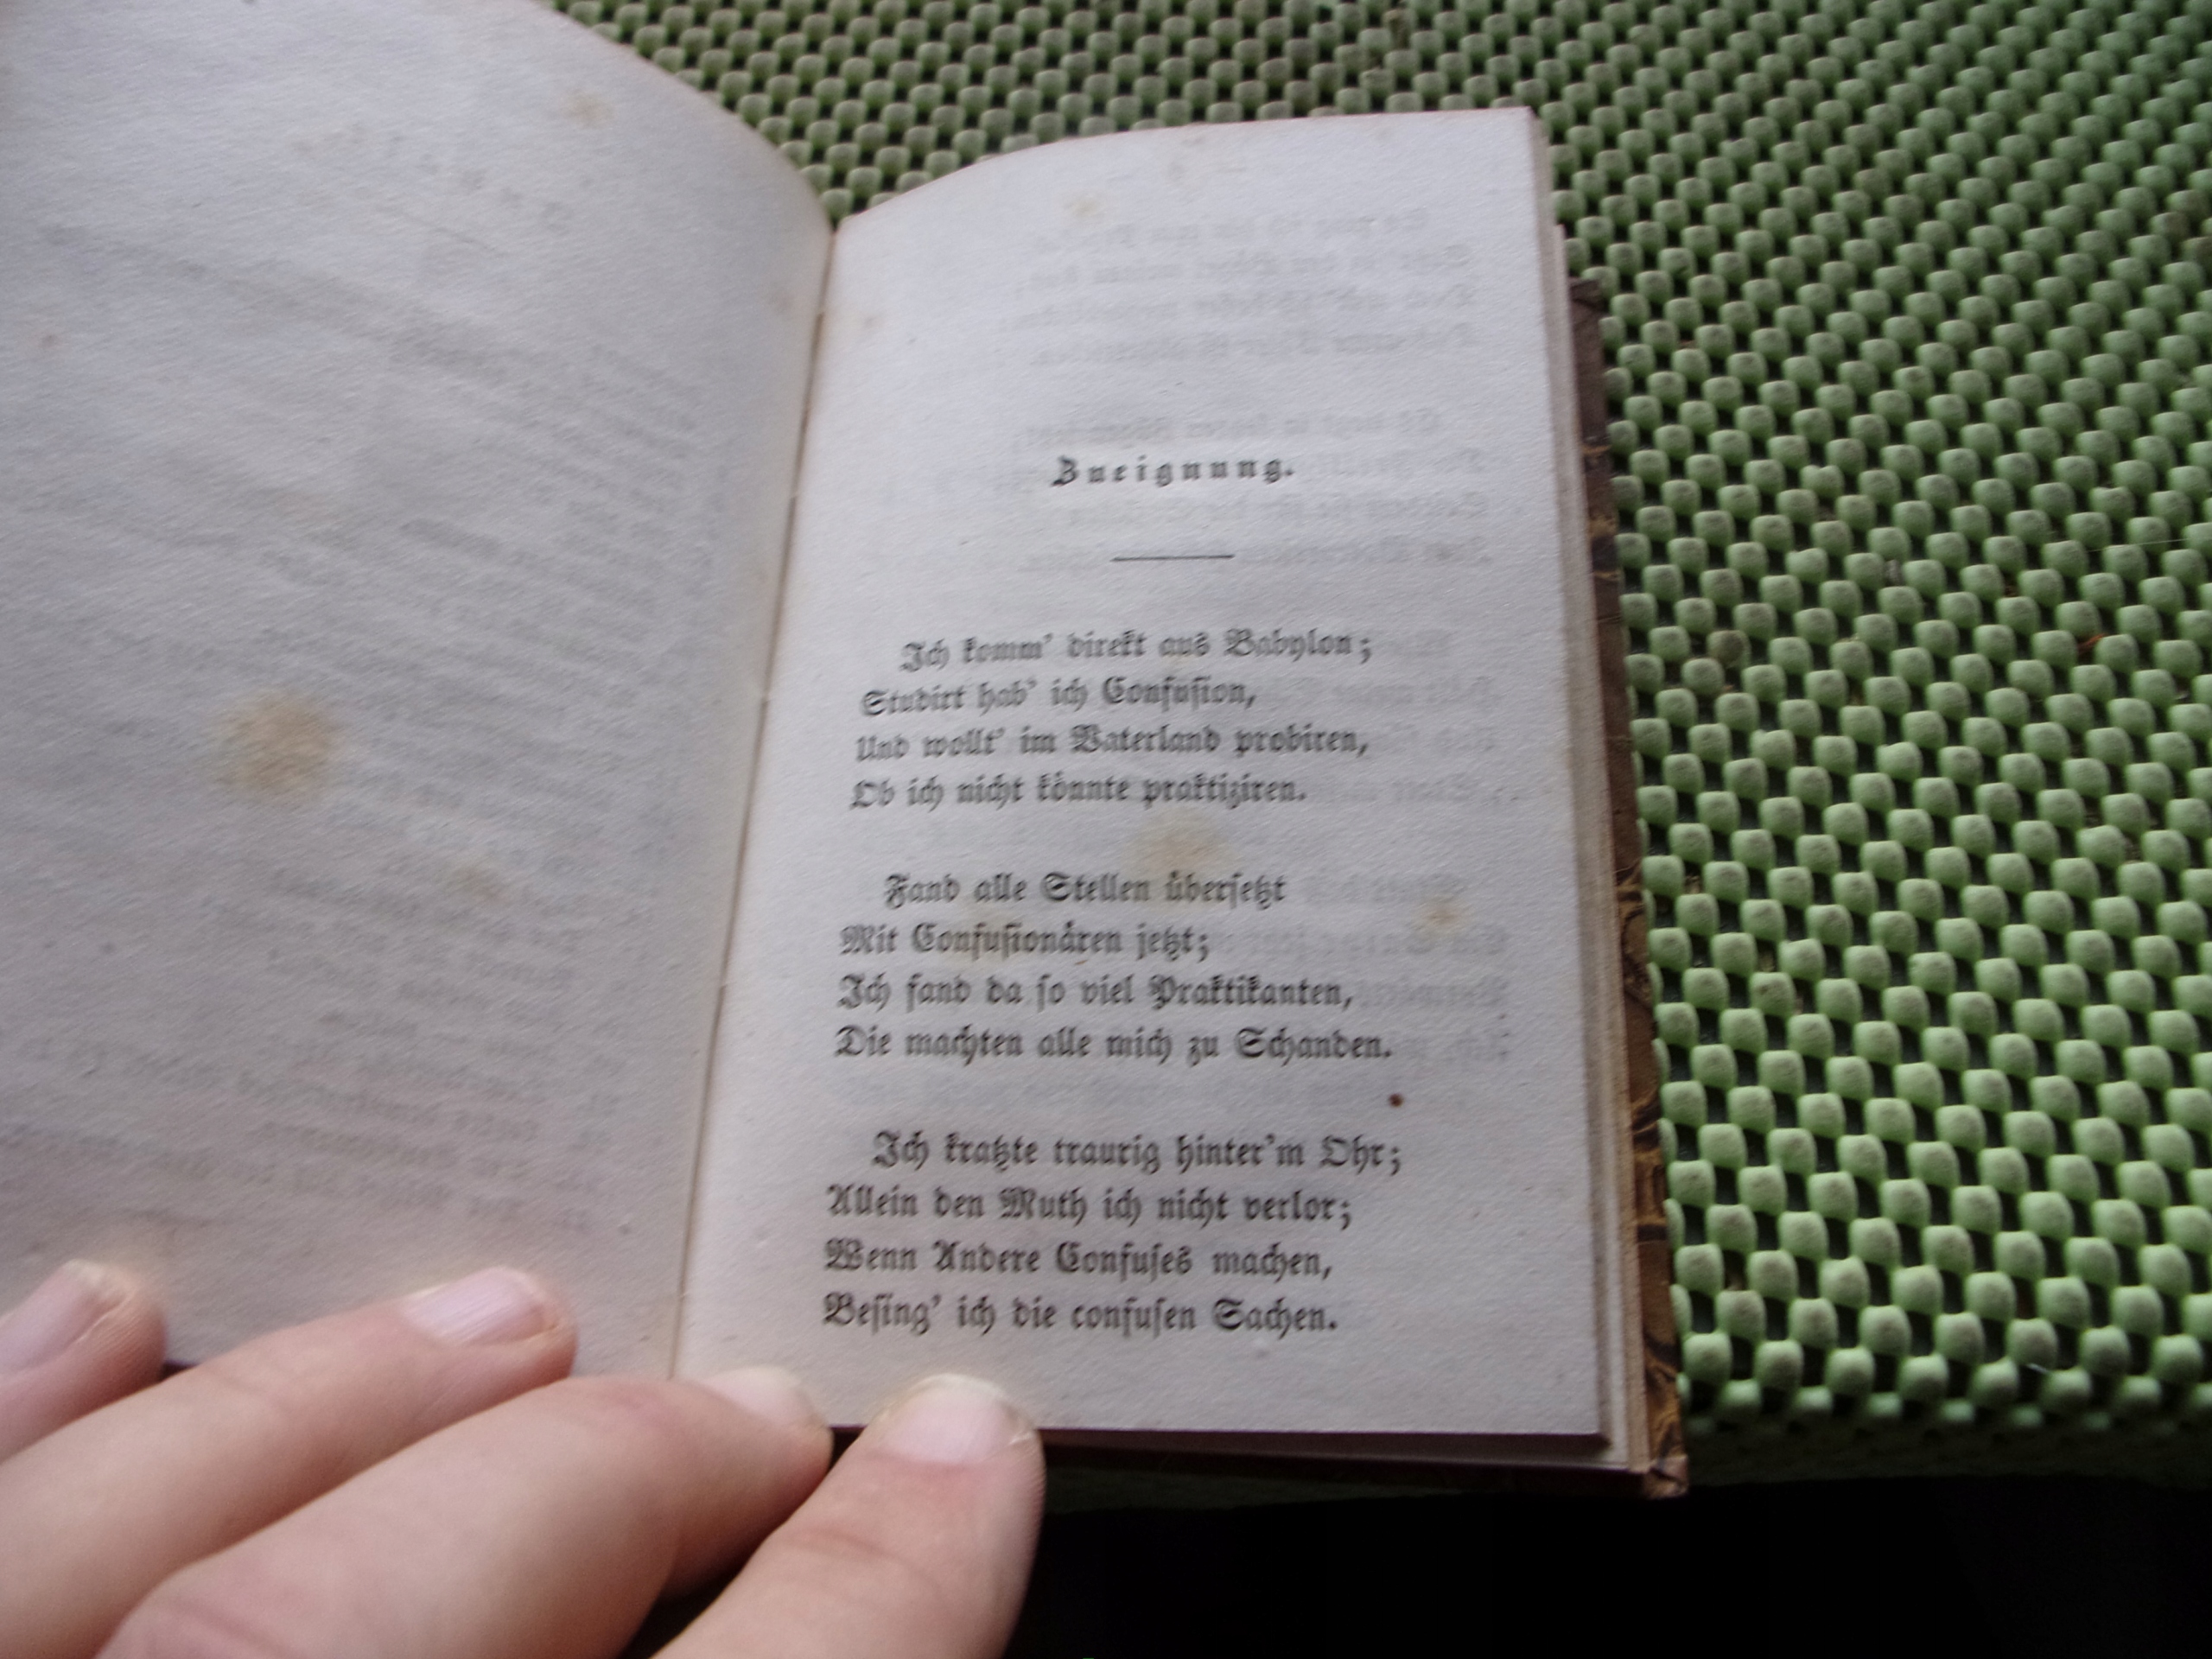 Zueignung.
Ich komm' direkt aus Babylon;
Studirt hab' ich Confusion,
Und wollt' im Vaterland probiren,
Ob ich nicht könnte praktiziren.
Fand alle Stellen übersetzt
Mit Confusionären jetzt;
Ich fand da so viel Praktikanten,
Die machten alle mich zu Schanden.
Ich kratzte traurig hinter'm Ohr;
Allein den Muth ich nicht verlor;
Wenn Andere Confuses machen,
Besing' ich die confusen Sachen.